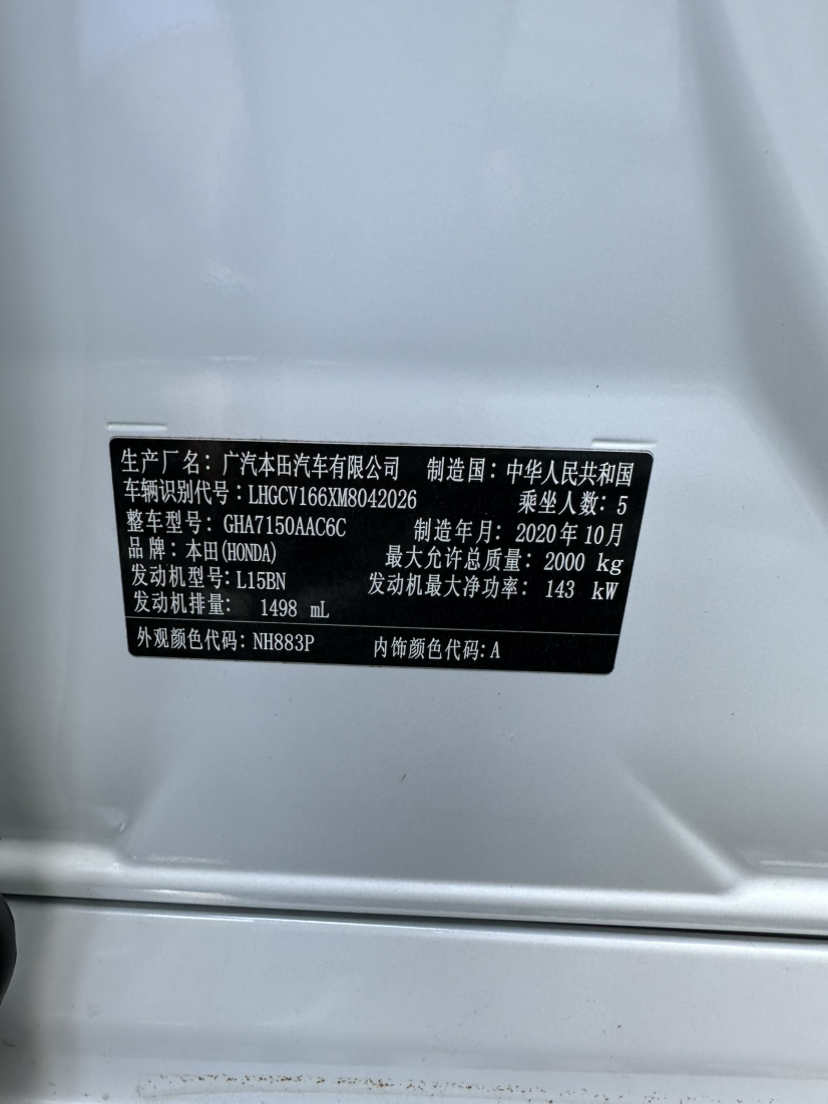 生产厂名：广汽本田汽车有限公司 制造国：中华人民共和国
车辆识别代号：LHGCV166XM8042026 乘坐人数：5
整车型号：GHA7150AAC6C 制造年月：2020年10月
品牌：本田(HONDA) 最大允许总质量：2000 kg
发动机型号：L15BN 发动机最大净功率：143 kW
发动机排量： 1498 mL
外观颜色代码：NH883P 内饰颜色代码：A